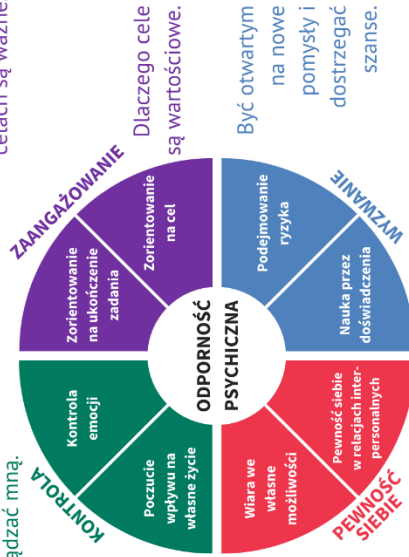 są ważne
Dlaczego cele
są wartościowe.
Być otwartym
na nowe
pomysły i
dostrzegać
szanse.
mną.
ZAANGAŻOWANIE
Zorientowanie
na ukończenie
zadania
Zorientowanie
na cel
KONTROLA
Kontrola
emocji
Poczucie
wpływu na
własne życie
ODPORNOŚĆ
PSYCHICZNA
Podejmowanie
ryzyka
Nauka przez
doświadczenia
WYZWANIE
Wiara we
własne
możliwości
Pewność siebie
w relacjach inter-
personalnych
PEWNOŚĆ
SIEBIE